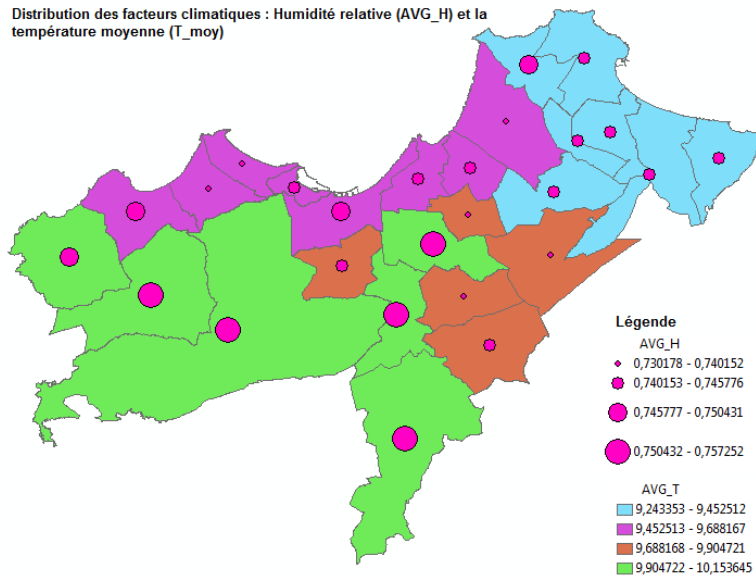 Distribution des facteurs climatiques : Humidité relative (AVG_H) et la
température moyenne (T_moy)
Légende
AVG_H
0,730178 - 0,740152
0,740153 - 0,745776
0,745777 - 0,750431
0,750432 - 0,757252
AVG_T
9,243353 - 9,452512
9,452513 - 9,688167
9,688168 - 9,904721
9,904722 - 10,153645